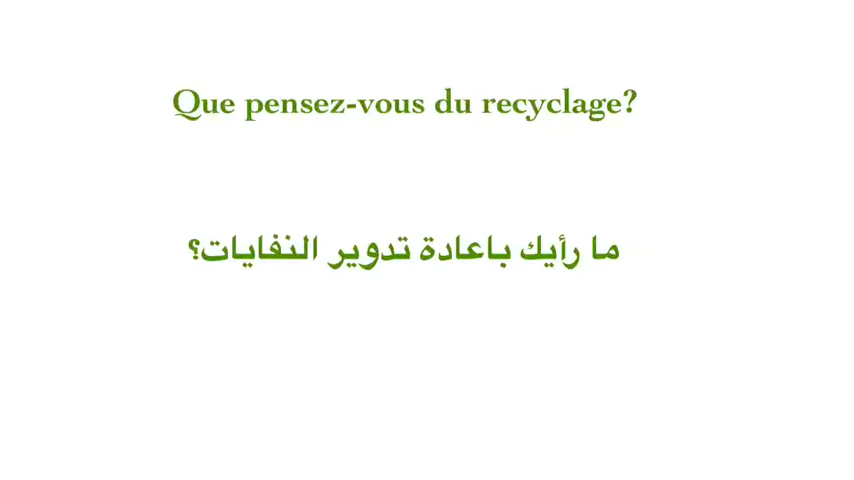 Que pensez-vous du recyclage?
ما رأيك باعادة تدوير النفايات؟